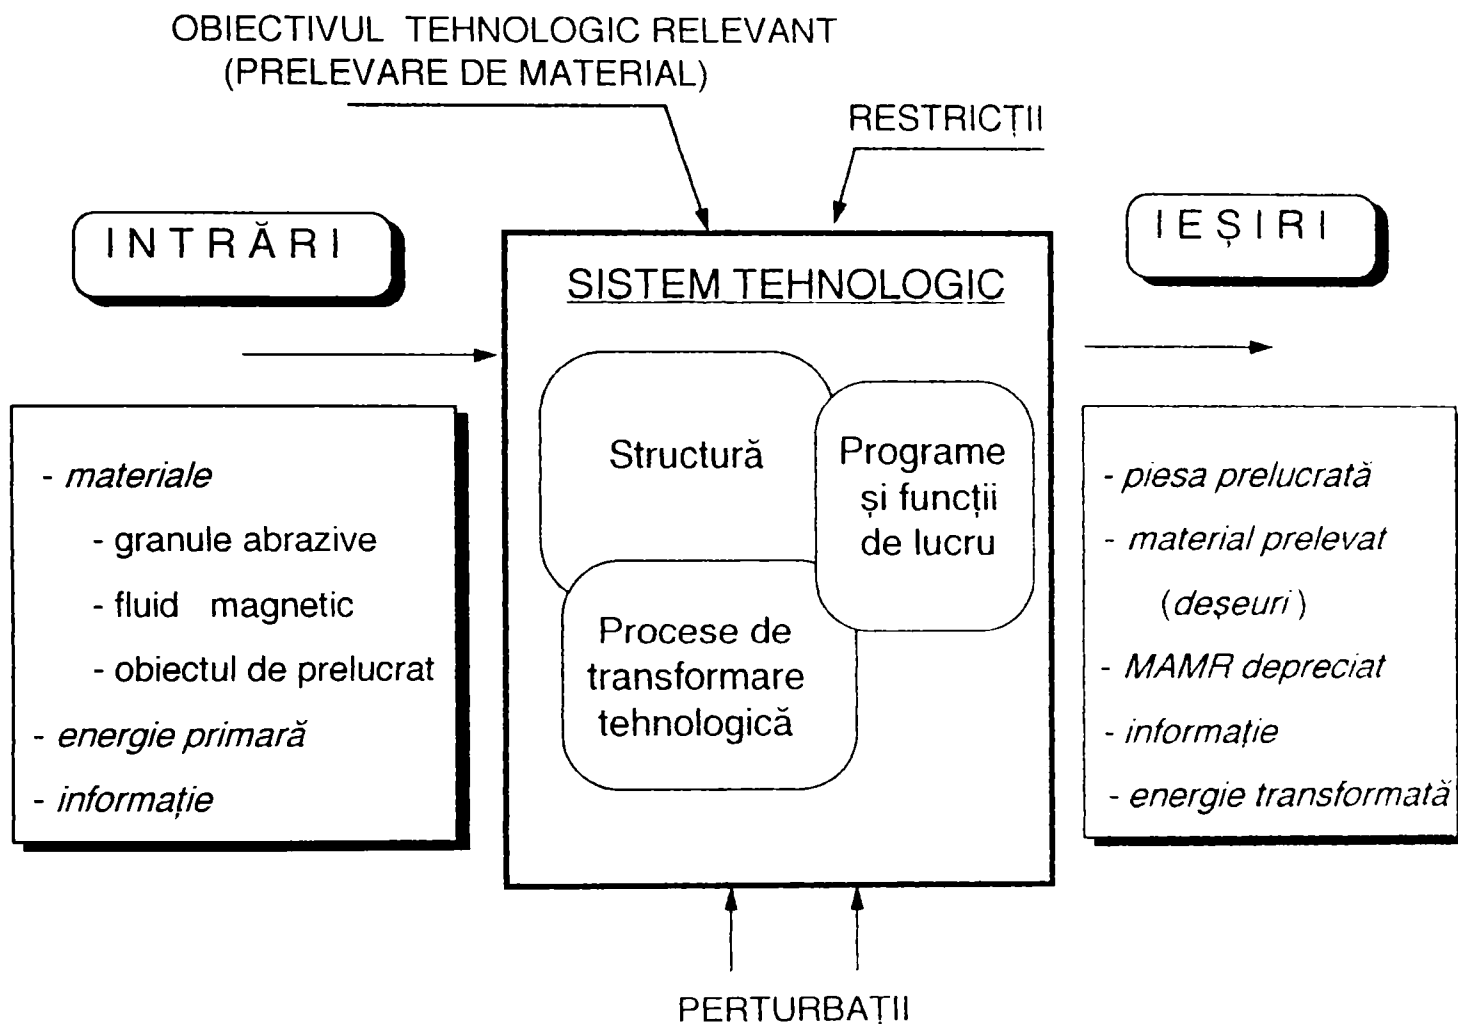 OBIECTIVUL TEHNOLOGIC RELEVANT
(PRELEVARE DE MATERIAL)
RESTRICȚII
I N T R Ă R I
I E Ș I R I
SISTEM TEHNOLOGIC
Structură
Programe
și funcții
de lucru
Procese de
transformare
tehnologică
- materiale
- granule abrazive
- fluid magnetic
- obiectul de prelucrat
- energie primară
- informație
- piesa prelucrată
- material prelevat
(deșeuri)
- MAMR depreciat
- informație
- energie transformată
PERTURBAȚII